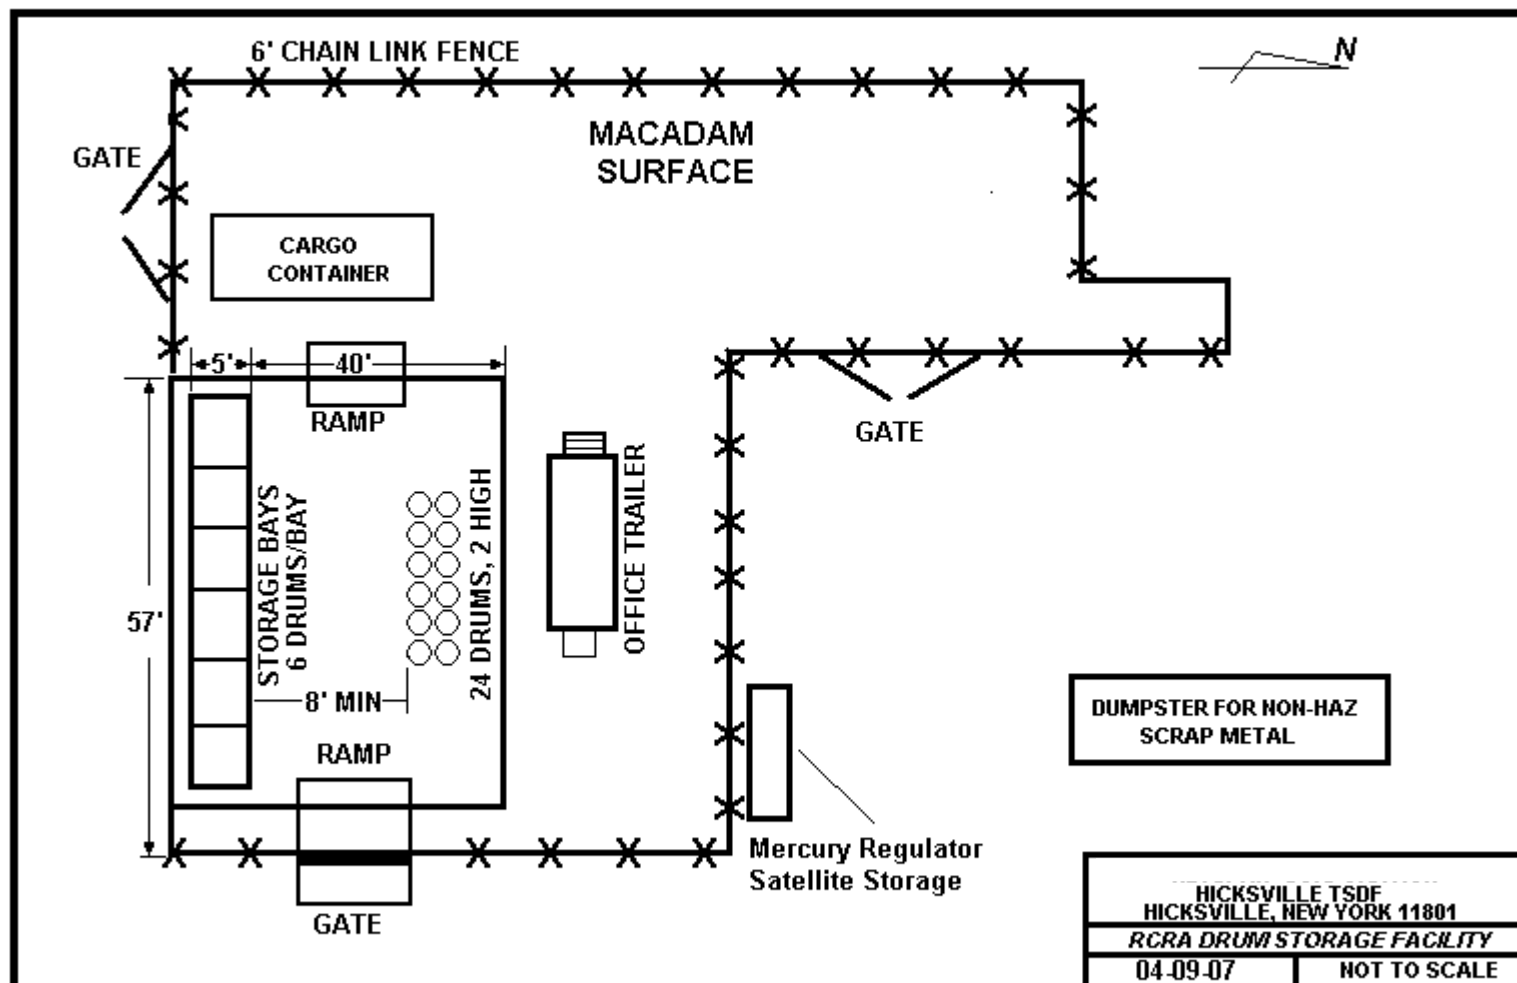 6' CHAIN LINK FENCE
N
MACADAM
SURFACE
GATE
CARGO
CONTAINER
5'
40'
RAMP
GATE
STORAGE BAYS
6 DRUMS/BAY
24 DRUMS, 2 HIGH
OFFICE TRAILER
57'
8' MIN
RAMP
DUMPSTER FOR NON-HAZ
SCRAP METAL
Mercury Regulator
Satellite Storage
GATE
HICKSVILLE TSDF
HICKSVILLE, NEW YORK 11801
RCRA DRUM STORAGE FACILITY
04-09-07
NOT TO SCALE